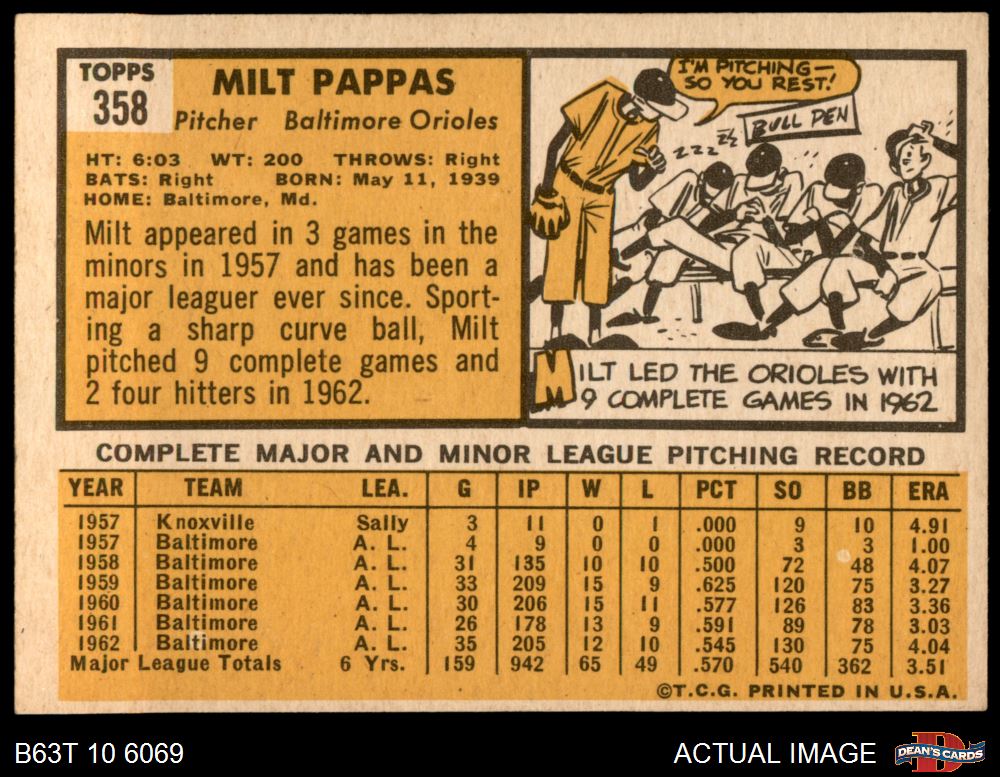 TOPPS
358
MILT PAPPAS
Pitcher Baltimore Orioles
HT: 6:03 WT: 200 THROWS: Right
BATS: Right BORN: May 11, 1939
HOME: Baltimore, Md.
Milt appeared in 3 games in the
minors in 1957 and has been a
major leaguer ever since. Sport-
ing a sharp curve ball, Milt
pitched 9 complete games and
2 four hitters in 1962.
I'M PITCHING—
SO YOU REST!
BULL PEN
ZZZ ZZ
MILT LED THE ORIOLES WITH
9 COMPLETE GAMES IN 1962
COMPLETE MAJOR AND MINOR LEAGUE PITCHING RECORD
YEAR TEAM LEA. G IP W L PCT SO BB ERA
1957 Knoxville Sally 3 11 0 1 .000 9 10 4.91
1957 Baltimore A. L. 4 9 0 0 .000 3 3 1.00
1958 Baltimore A. L. 31 135 10 10 .500 72 48 4.07
1959 Baltimore A. L. 33 209 15 9 .625 120 75 3.27
1960 Baltimore A. L. 30 206 15 11 .577 126 83 3.36
1961 Baltimore A. L. 26 178 13 9 .591 89 78 3.03
1962 Baltimore A. L. 35 205 12 10 .545 130 75 4.04
Major League Totals 6 Yrs. 159 942 65 49 .570 540 362 3.51
©T.C.G. PRINTED IN U.S.A.
B63T 10 6069
ACTUAL IMAGE
D
DEAN'S CARDS